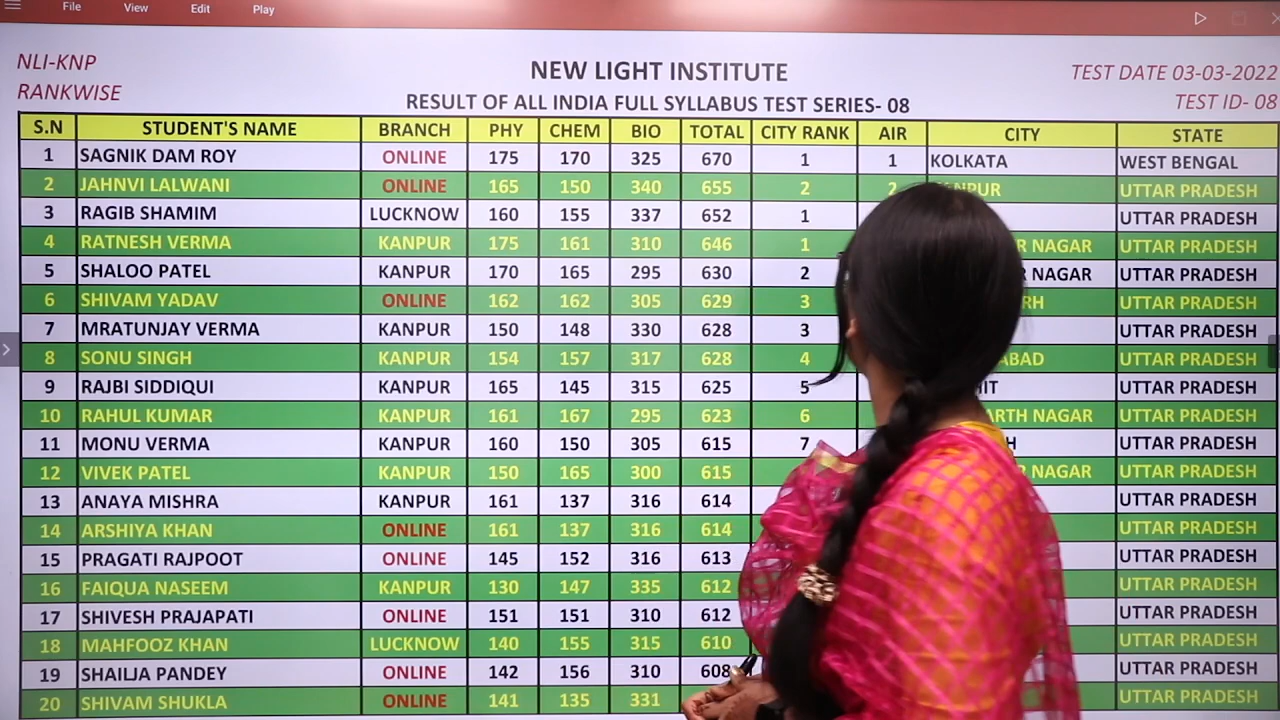 File View Edit Play
NLI-KNP
RANKWISE
NEW LIGHT INSTITUTE
RESULT OF ALL INDIA FULL SYLLABUS TEST SERIES- 08
TEST DATE 03-03-2022
TEST ID- 08
S.N STUDENT'S NAME BRANCH PHY CHEM BIO TOTAL CITY RANK AIR CITY STATE
1 SAGNIK DAM ROY ONLINE 175 170 325 670 1 1 KOLKATA WEST BENGAL
2 JAHNVI LALWANI ONLINE 165 150 340 655 2 2 UTTAR PRADESH
3 RAGIB SHAMIM LUCKNOW 160 155 337 652 1 UTTAR PRADESH
4 RATNESH VERMA KANPUR 175 161 310 646 1 NAGAR UTTAR PRADESH
5 SHALOO PATEL KANPUR 170 165 295 630 2 NAGAR UTTAR PRADESH
6 SHIVAM YADAV ONLINE 162 162 305 629 3 UTTAR PRADESH
7 MRATUNJAY VERMA KANPUR 150 148 330 628 3 UTTAR PRADESH
8 SONU SINGH KANPUR 154 157 317 628 4 UTTAR PRADESH
9 RAJBI SIDDIQUI KANPUR 165 145 315 625 5 UTTAR PRADESH
10 RAHUL KUMAR KANPUR 161 167 295 623 6 NAGAR UTTAR PRADESH
11 MONU VERMA KANPUR 160 150 305 615 7 UTTAR PRADESH
12 VIVEK PATEL KANPUR 150 165 300 615 NAGAR UTTAR PRADESH
13 ANAYA MISHRA KANPUR 161 137 316 614 UTTAR PRADESH
14 ARSHIYA KHAN ONLINE 161 137 316 614 UTTAR PRADESH
15 PRAGATI RAJPOOT ONLINE 145 152 316 613 UTTAR PRADESH
16 FAIQUA NASEEM KANPUR 130 147 335 612 UTTAR PRADESH
17 SHIVESH PRAJAPATI ONLINE 151 151 310 612 UTTAR PRADESH
18 MAHFOOZ KHAN LUCKNOW 140 155 315 610 UTTAR PRADESH
19 SHAILJA PANDEY ONLINE 142 156 310 608 UTTAR PRADESH
20 SHIVAM SHUKLA ONLINE 141 135 331 UTTAR PRADESH